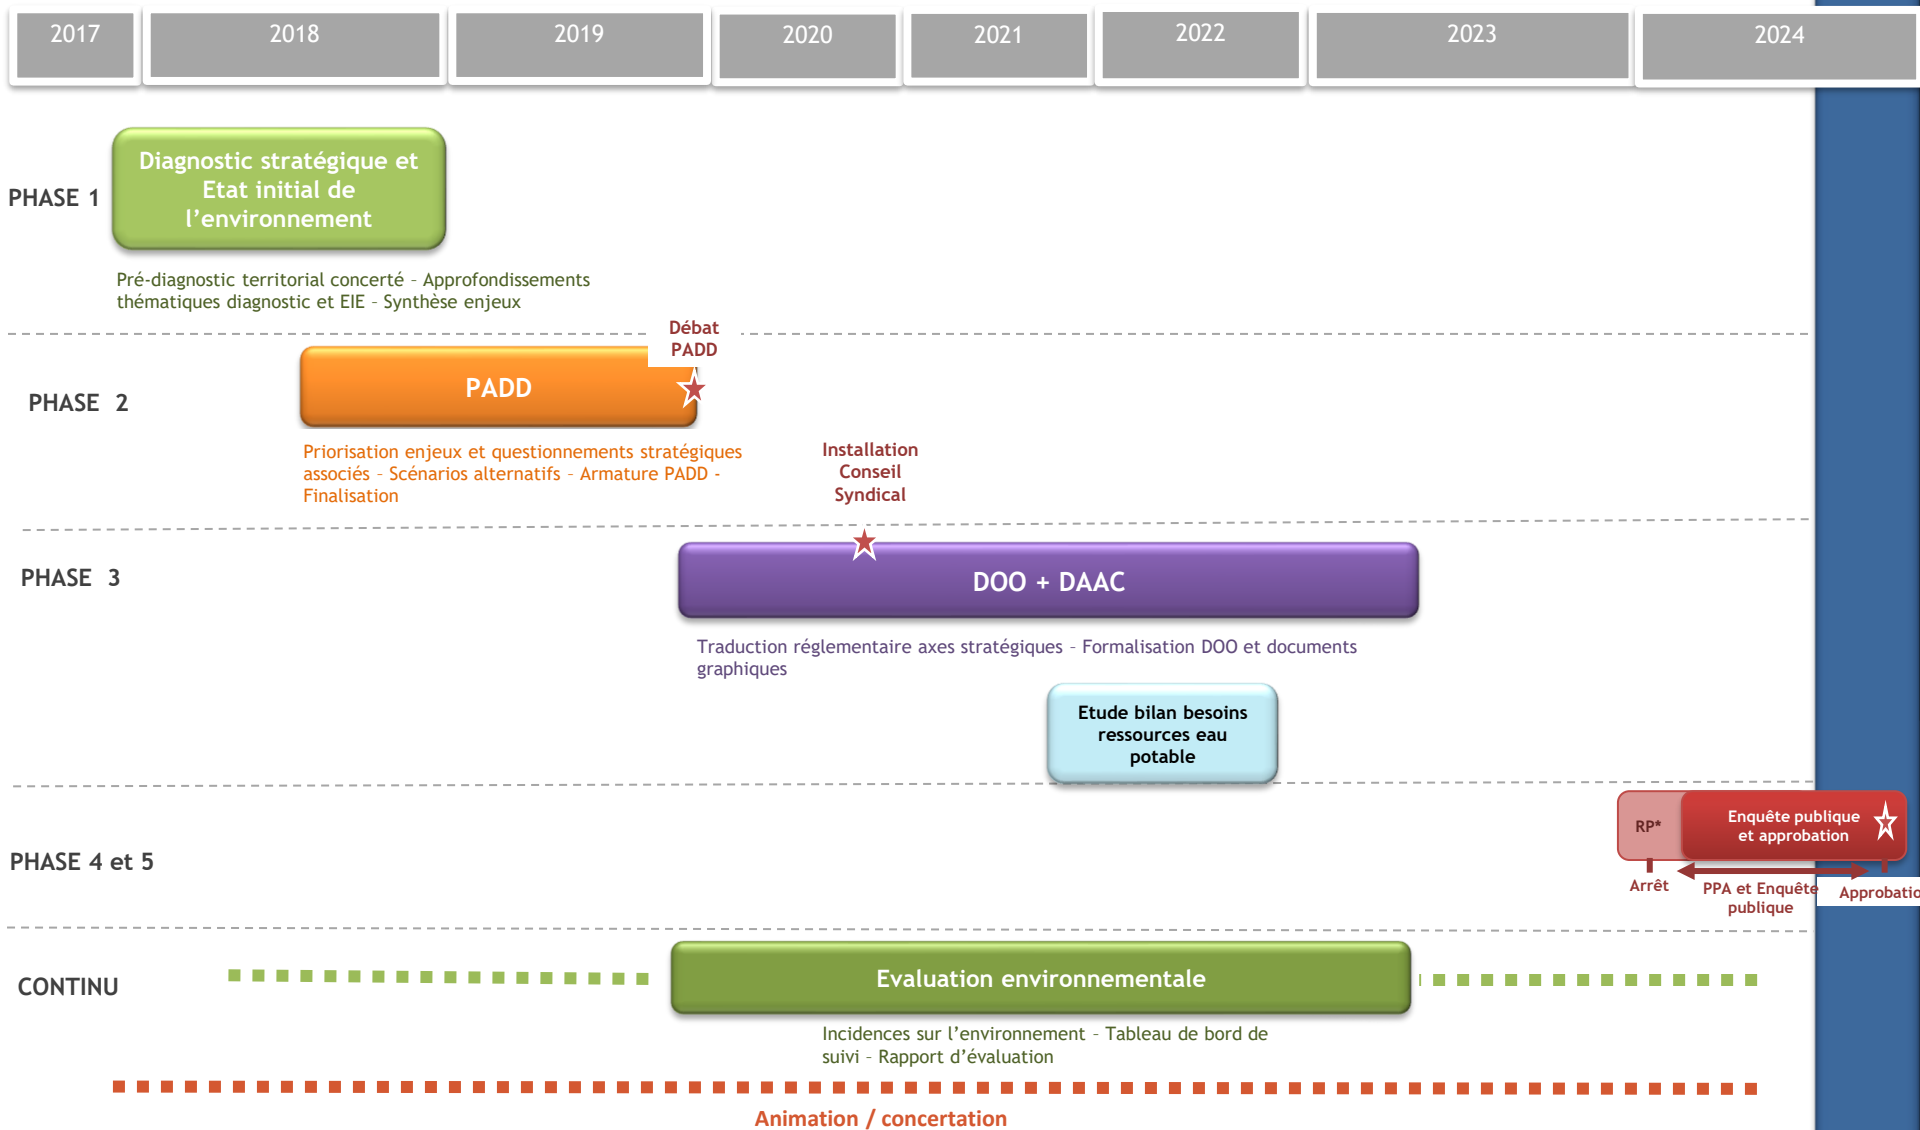 2017
2018
2019
2020
2021
2022
2023
2024
PHASE 1
Diagnostic stratégique et
Etat initial de
l’environnement
Pré-diagnostic territorial concerté – Approfondissements
thématiques diagnostic et EIE – Synthèse enjeux
Débat
PADD
PHASE 2
PADD
Priorisation enjeux et questionnements stratégiques
associés – Scénarios alternatifs – Armature PADD -
Finalisation
Installation
Conseil
Syndical
PHASE 3
DOO + DAAC
Traduction réglementaire axes stratégiques – Formalisation DOO et documents
graphiques
Etude bilan besoins
ressources eau
potable
PHASE 4 et 5
RP*
Enquête publique
et approbation
Arrêt
PPA et Enquête
publique
Approbatio
CONTINU
Evaluation environnementale
Incidences sur l’environnement – Tableau de bord de
suivi – Rapport d’évaluation
Animation / concertation